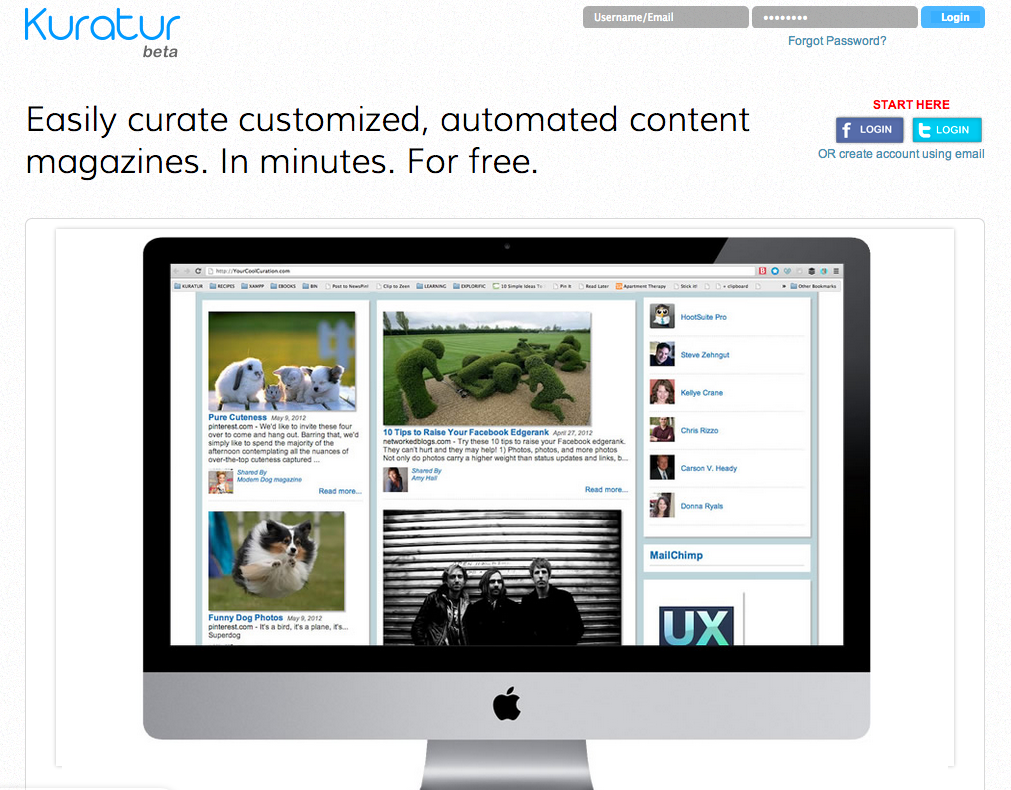 Kuratur
beta
Username/Email
Login
Forgot Password?
Easily curate customized, automated content
magazines. In minutes. For free.
START HERE
f LOGIN
t LOGIN
OR create account using email
http://YourCoolCuration.com
KURATUR RECIPES XAMPP EBOOKS BIN Post to NewsPin! Clip to Zeen LEARNING EXPLORIFIC 10 Simple Ideas To Pin It Read Later Apartment Therapy Stick It! + clipboard » Other Bookmarks
Pure Cuteness May 9, 2012
pinterest.com - We'd like to invite these four
over to come and hang out. Barring that, we'd
simply like to spend the majority of the
afternoon contemplating all the nuances of
over-the-top cuteness captured ...
Shared By
Modern Dog magazine
Read more...
Funny Dog Photos May 9, 2012
pinterest.com - It's a bird, it's a plane, it's...
Superdog
10 Tips to Raise Your Facebook Edgerank April 27, 2012
networkedblogs.com - Try these 10 tips to raise your Facebook edgerank.
They can't hurt and they may help! 1) Photos, photos, and more photos
Not only do photos carry a higher weight than status updates and links, b...
Shared By
Amy Hall
Read more...
HootSuite Pro
Steve Zehngut
Kellye Crane
Chris Rizzo
Carson V. Heady
Donna Ryals
MailChimp
UX